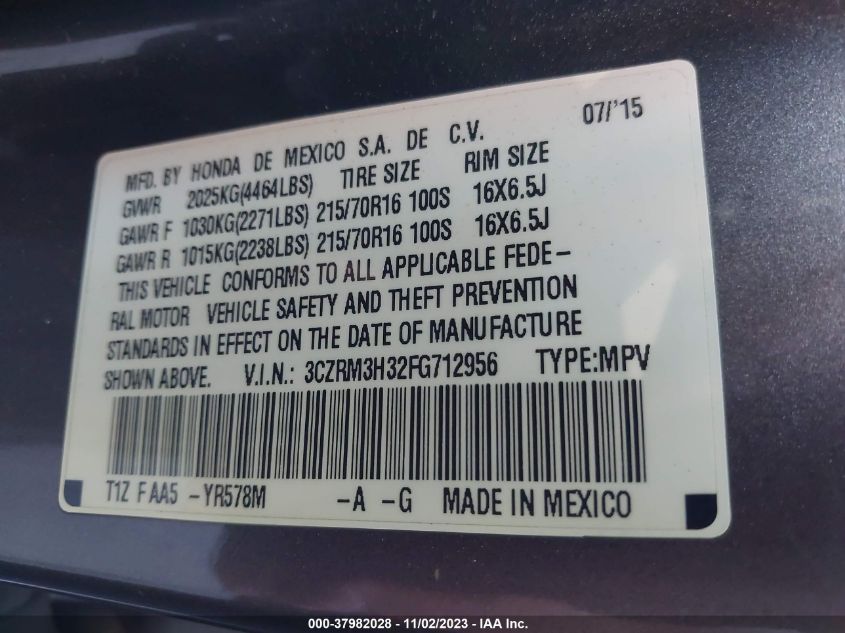 07/'15
MFD. BY HONDA DE MEXICO S.A. DE C.V.
GVWR 2025KG(4464LBS) TIRE SIZE RIM SIZE
GAWR F 1030KG(2271LBS) 215/70R16 100S 16X6.5J
GAWR R 1015KG(2238LBS) 215/70R16 100S 16X6.5J
THIS VEHICLE CONFORMS TO ALL APPLICABLE FEDE-
RAL MOTOR VEHICLE SAFETY AND THEFT PREVENTION
STANDARDS IN EFFECT ON THE DATE OF MANUFACTURE
SHOWN ABOVE. V.I.N.: 3CZRM3H32FG712956 TYPE:MPV
T1Z F AA5 -YR578M -A -G MADE IN MEXICO
000-37982028 - 11/02/2023 - IAA Inc.